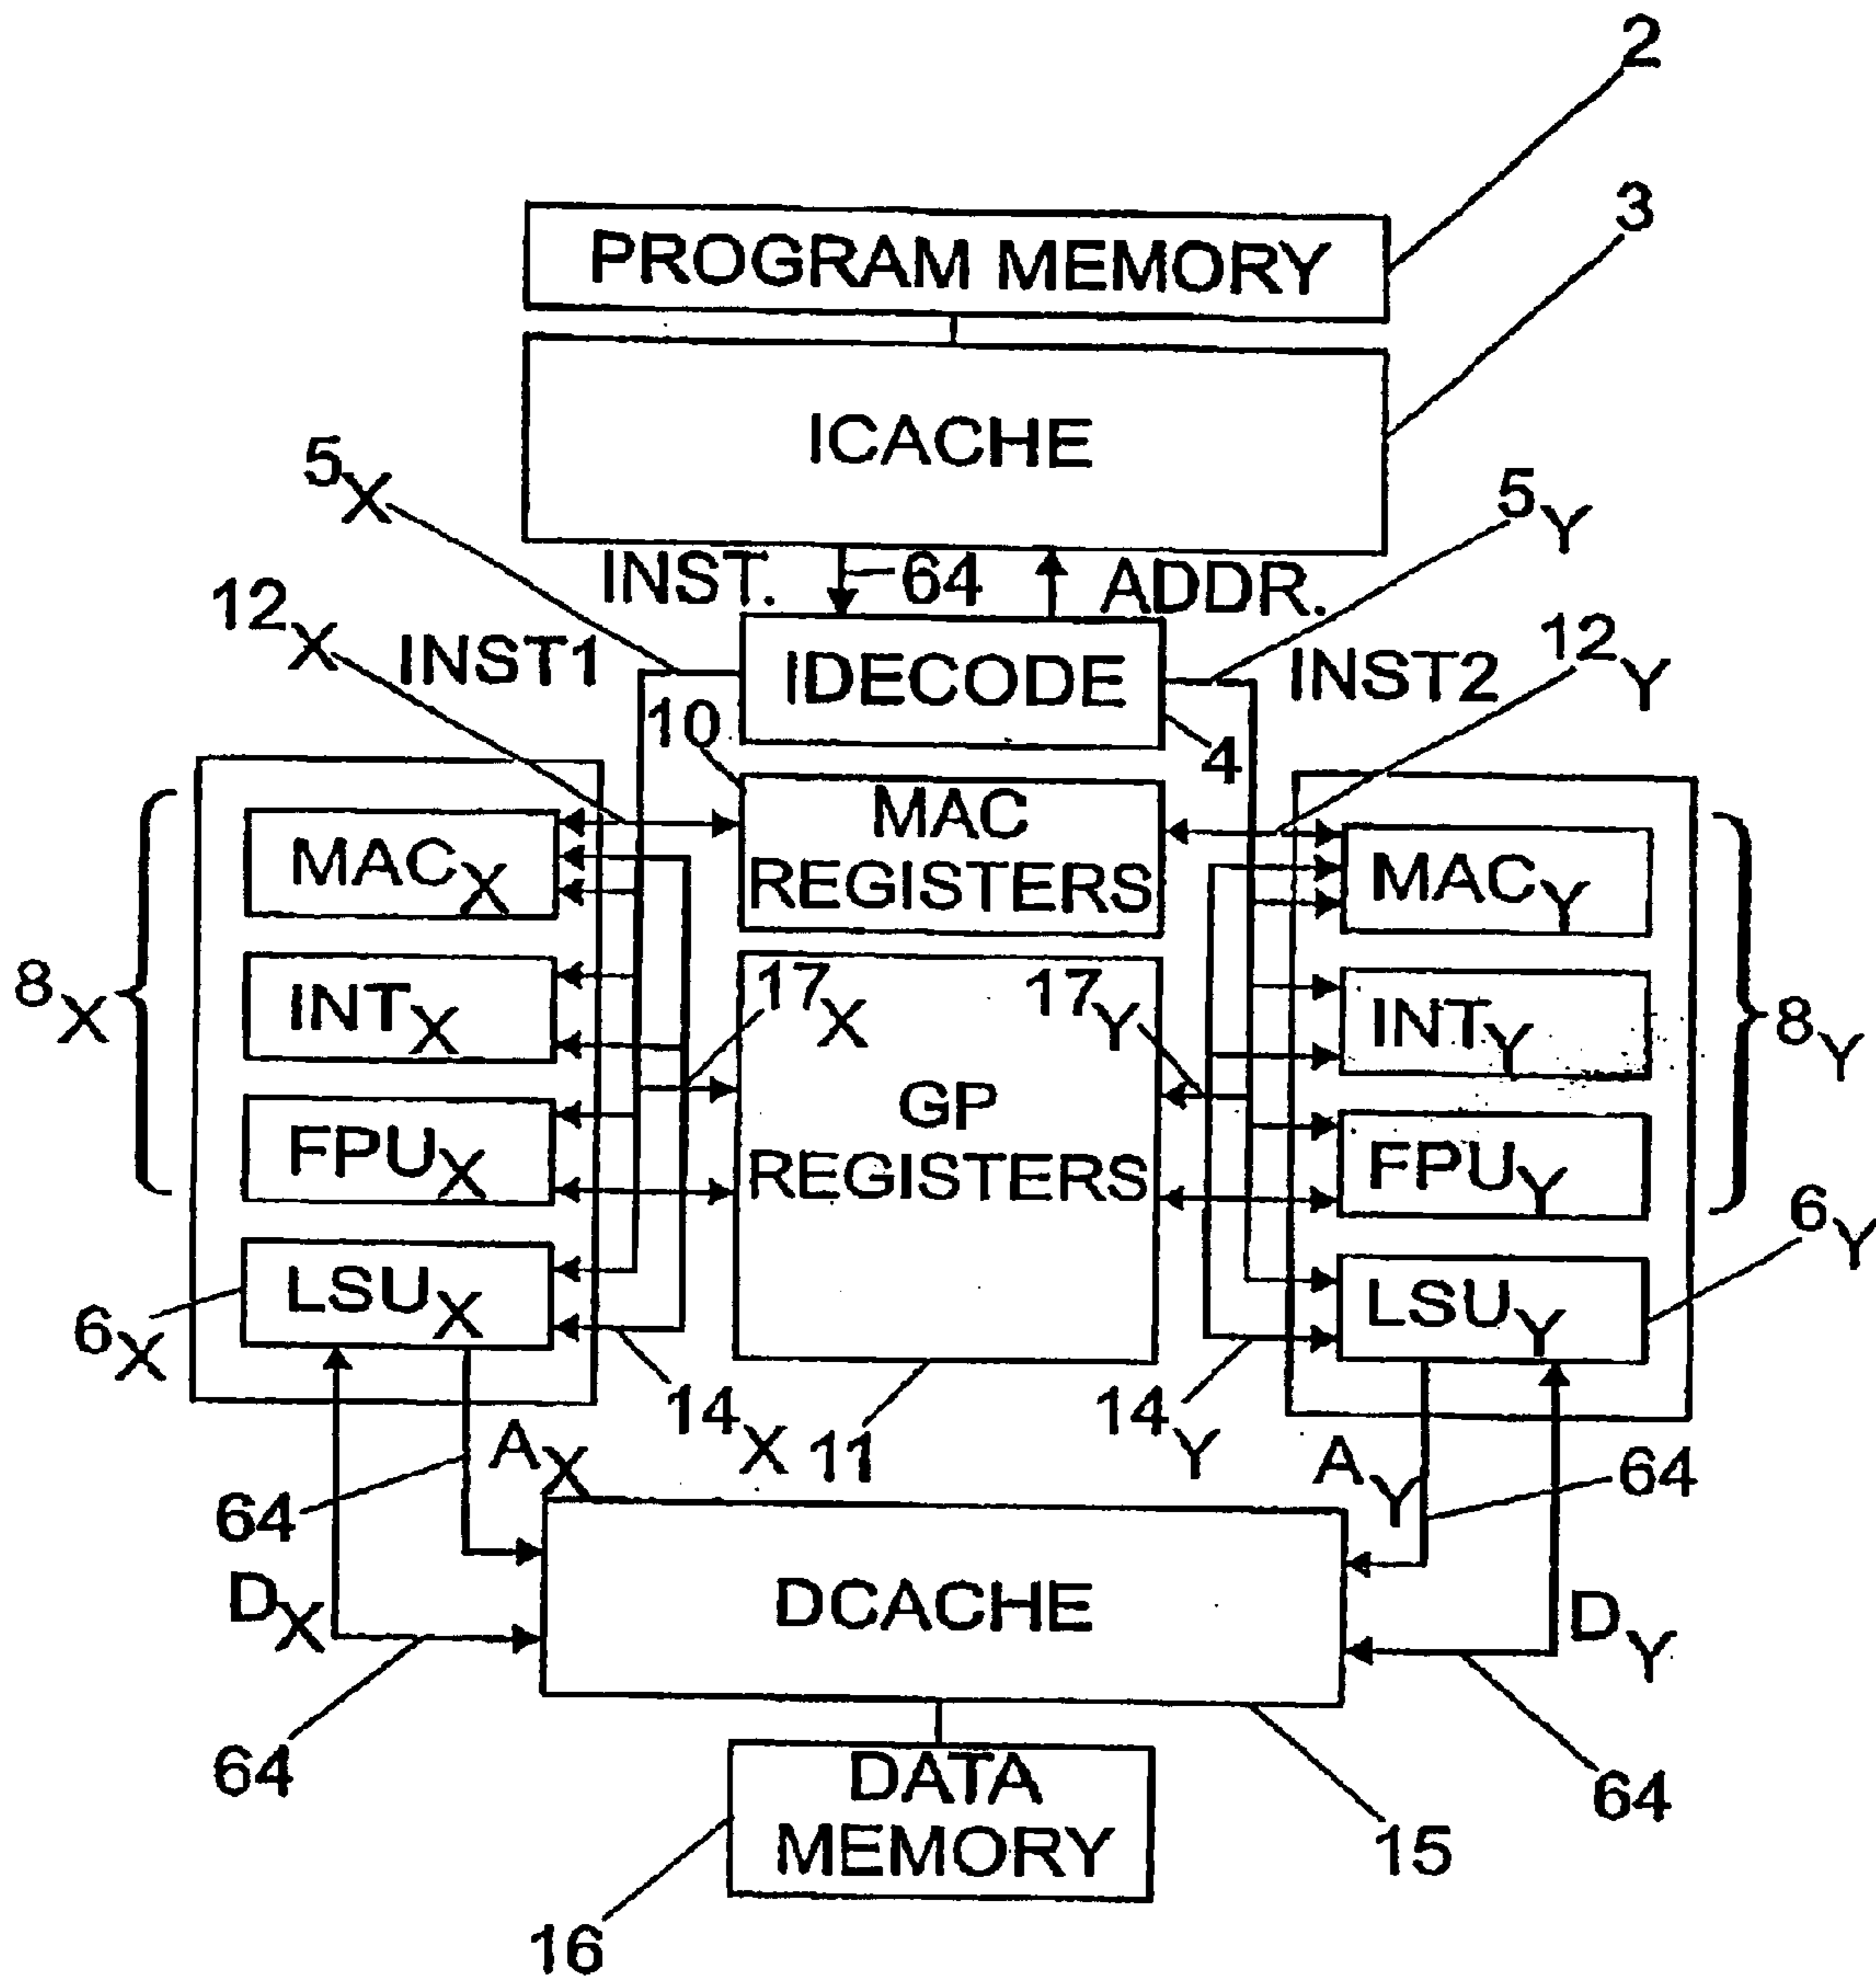 2
3
PROGRAM MEMORY
ICACHE
5X
5Y
INST.
64
ADDR.
12X
INST1
IDECODE
INST2
12Y
10
4
MAC
REGISTERS
MACX
MACY
8X
INTX
17X
17Y
INTY
8Y
GP
REGISTERS
FPUX
FPUY
6Y
LSUX
LSUY
6X
14X
11
14Y
AX
AY
64
64
DX
DCACHE
DY
64
64
DATA
MEMORY
15
16